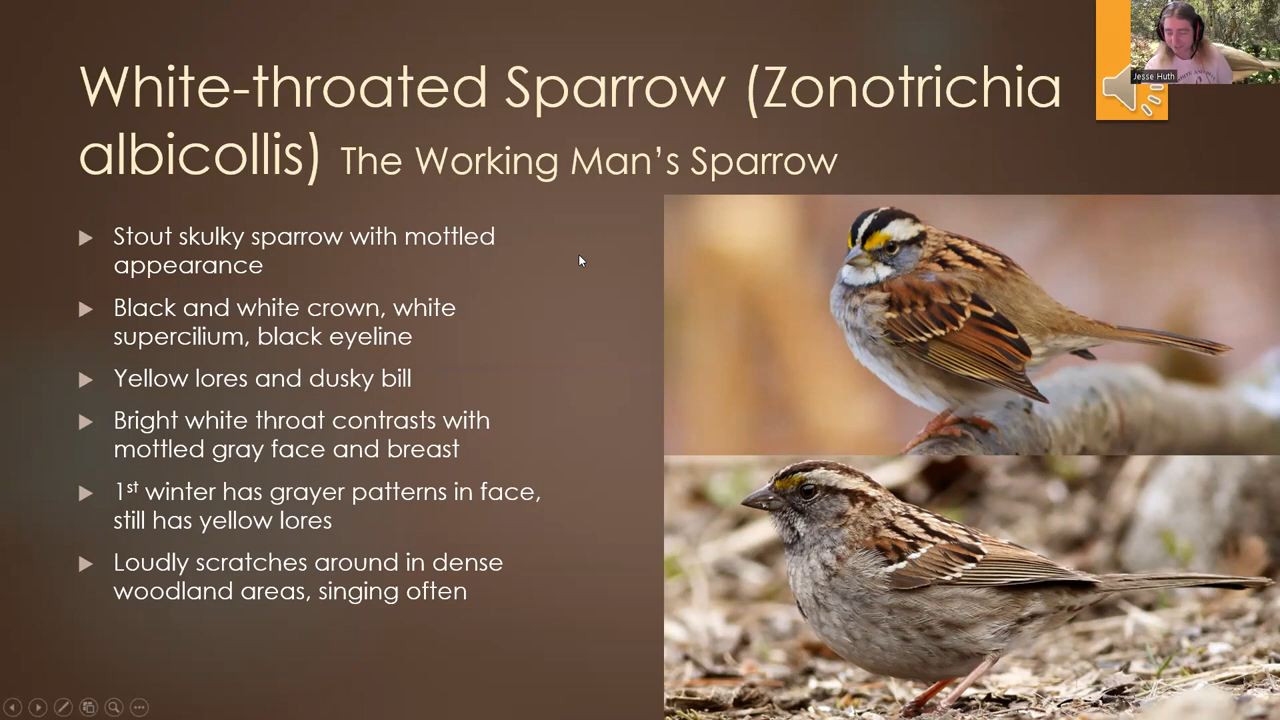 White-throated Sparrow (Zonotrichia
albicollis) The Working Man's Sparrow
Jesse Huth
Stout skulky sparrow with mottled
appearance
Black and white crown, white
supercilium, black eyeline
Yellow lores and dusky bill
Bright white throat contrasts with
mottled gray face and breast
1st winter has grayer patterns in face,
still has yellow lores
Loudly scratches around in dense
woodland areas, singing often